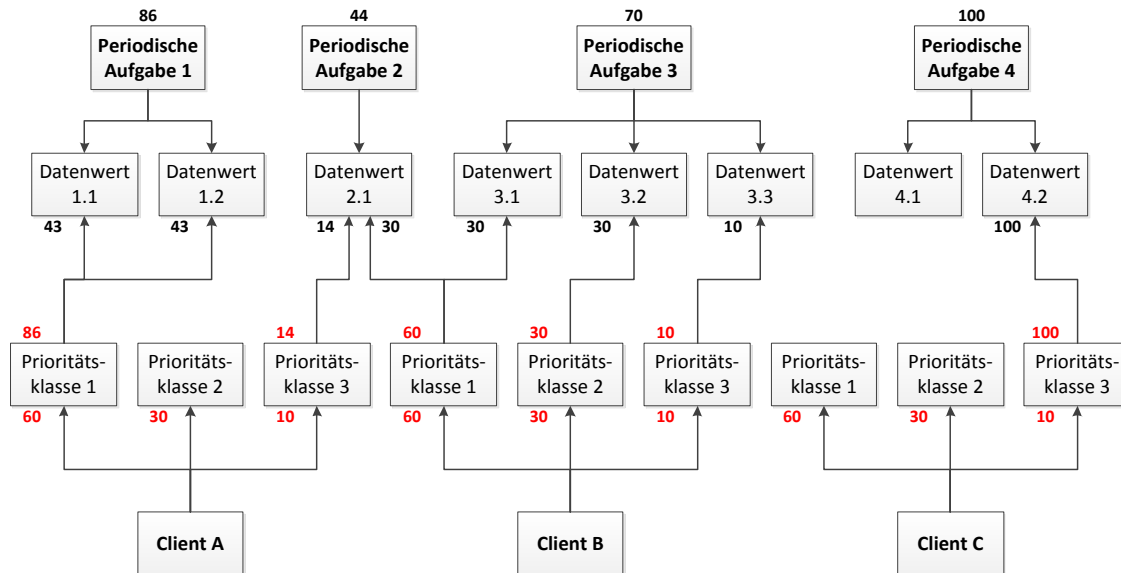 86
44
70
100
Periodische
Aufgabe 1
Periodische
Aufgabe 2
Periodische
Aufgabe 3
Periodische
Aufgabe 4
Datenwert
1.1
Datenwert
1.2
Datenwert
2.1
Datenwert
3.1
Datenwert
3.2
Datenwert
3.3
Datenwert
4.1
Datenwert
4.2
43
43
14
30
30
30
10
100
86
14
60
30
10
100
Prioritäts-
klasse 1
Prioritäts-
klasse 2
Prioritäts-
klasse 3
Prioritäts-
klasse 1
Prioritäts-
klasse 2
Prioritäts-
klasse 3
Prioritäts-
klasse 1
Prioritäts-
klasse 2
Prioritäts-
klasse 3
60
30
10
60
30
10
60
30
10
Client A
Client B
Client C